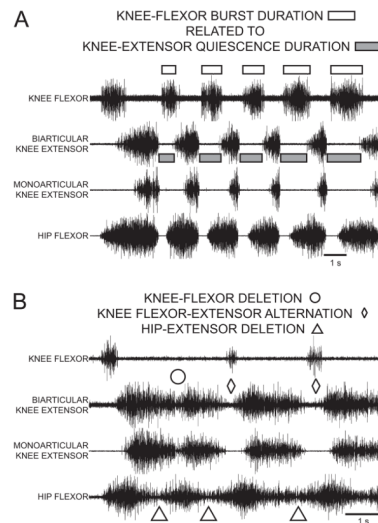 A
KNEE-FLEXOR BURST DURATION
RELATED TO
KNEE-EXTENSOR QUIESCENCE DURATION
KNEE FLEXOR
BIARTICULAR
KNEE EXTENSOR
MONOARTICULAR
KNEE EXTENSOR
HIP FLEXOR
1 s
B
KNEE-FLEXOR DELETION
KNEE FLEXOR-EXTENSOR ALTERNATION
HIP-EXTENSOR DELETION
KNEE FLEXOR
BIARTICULAR
KNEE EXTENSOR
MONOARTICULAR
KNEE EXTENSOR
HIP FLEXOR
1 s